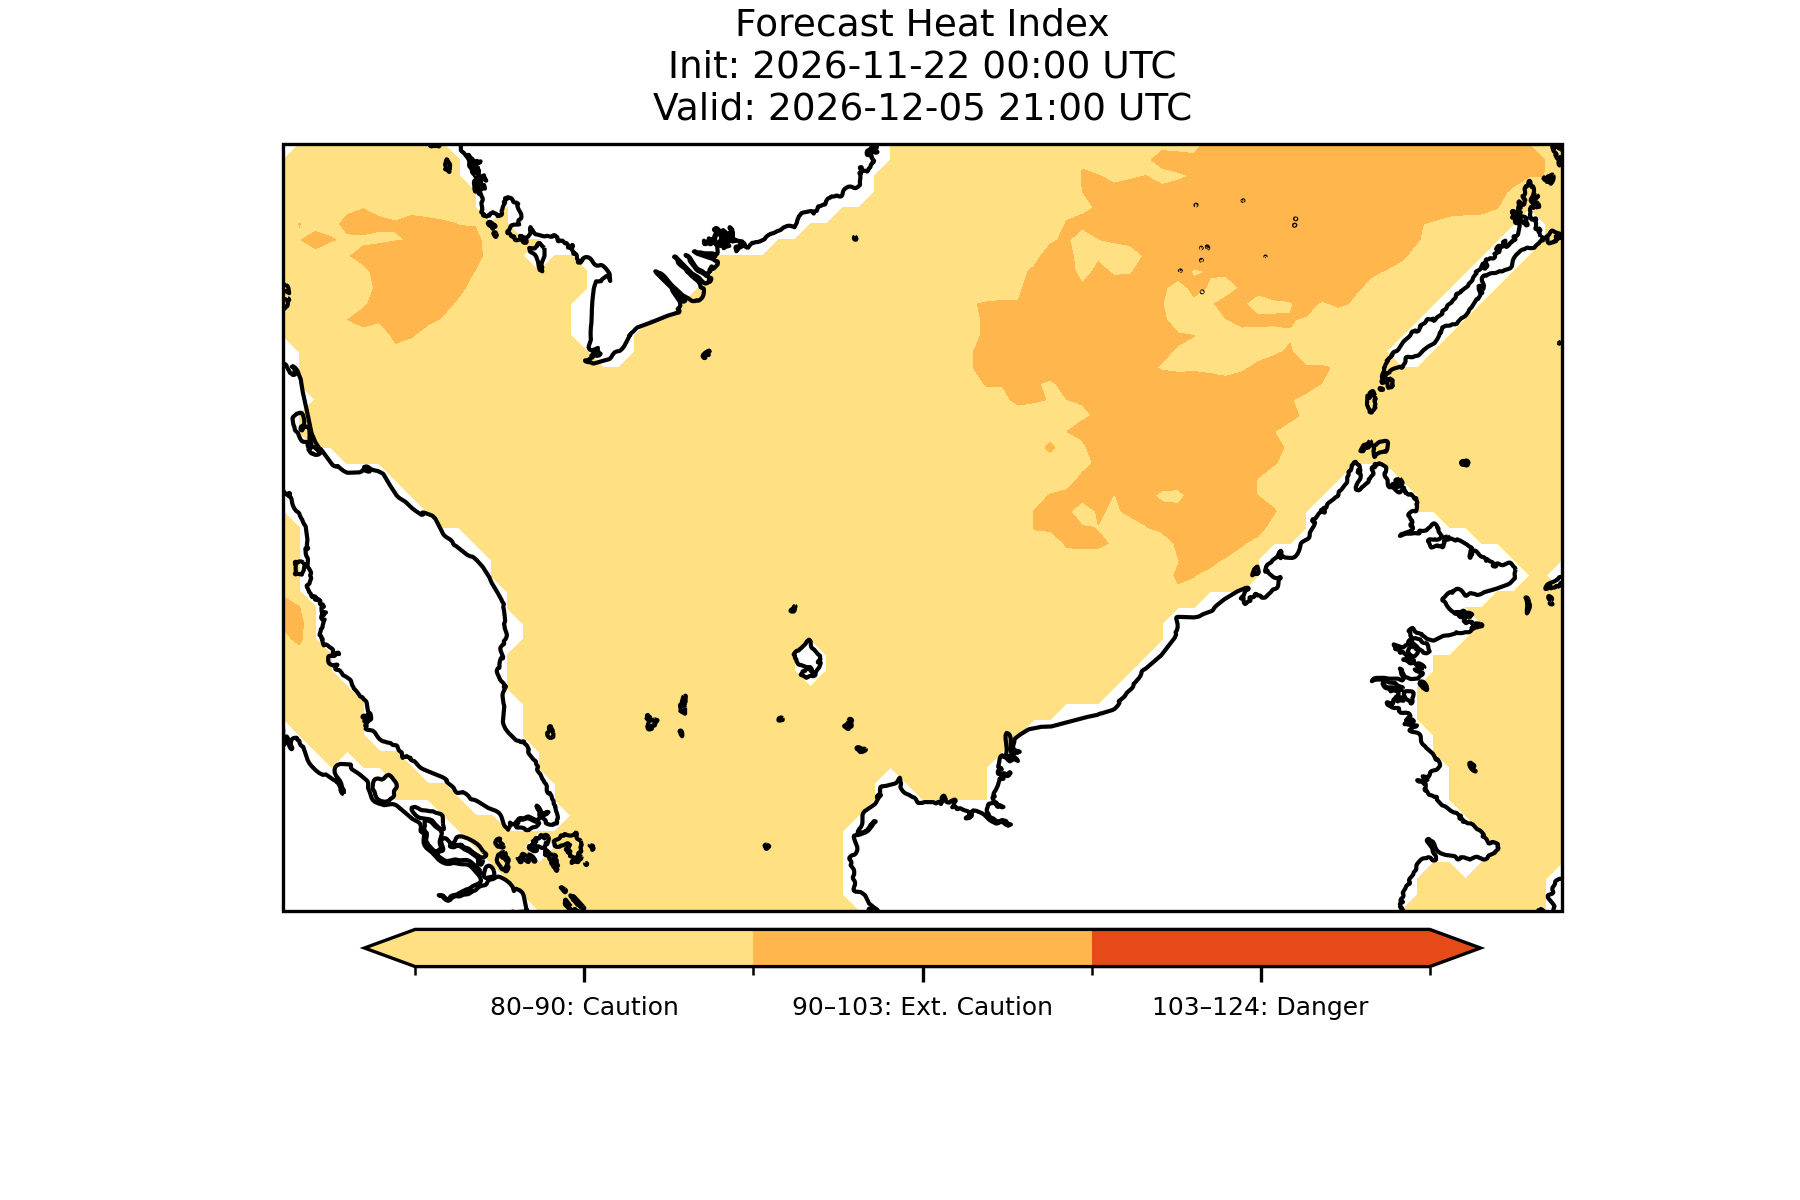 Forecast Heat Index
Init: 2026-11-22 00:00 UTC
Valid: 2026-12-05 21:00 UTC
80–90: Caution
90–103: Ext. Caution
103–124: Danger